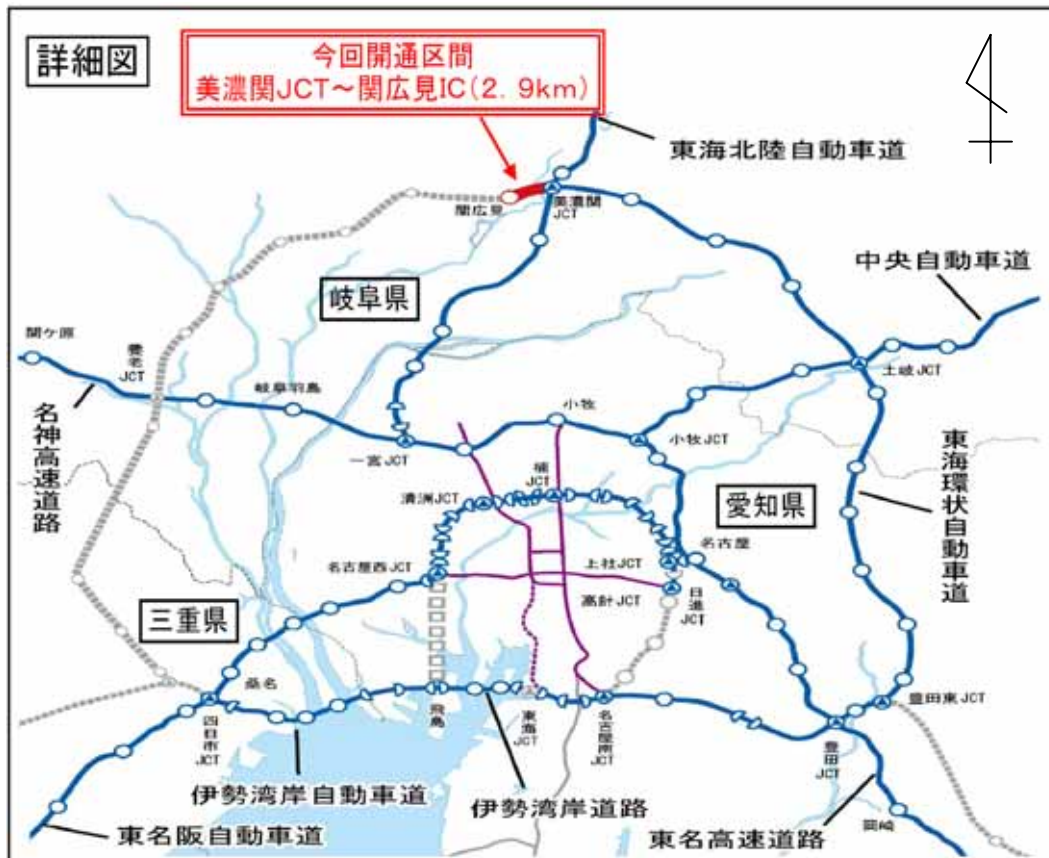 詳細図
今回開通区間
美濃関JCT～関広見IC(2．9km)
東海北陸自動車道
関広見
美濃関
JCT
中央自動車道
岐阜県
関ケ原
養老
JCT
岐阜羽島
土岐JCT
名神高速道路
小牧
小牧JCT
一宮JCT
東海環状自動車道
楠
JCT
清洲JCT
愛知県
名古屋
名古屋西JCT
上社JCT
高針JCT
日進
JCT
三重県
桑名
豊田東JCT
四日市
JCT
飛島
東海
JCT
名古屋南
JCT
豊田
JCT
伊勢湾岸自動車道
伊勢湾岸道路
東名阪自動車道
東名高速道路
岡崎